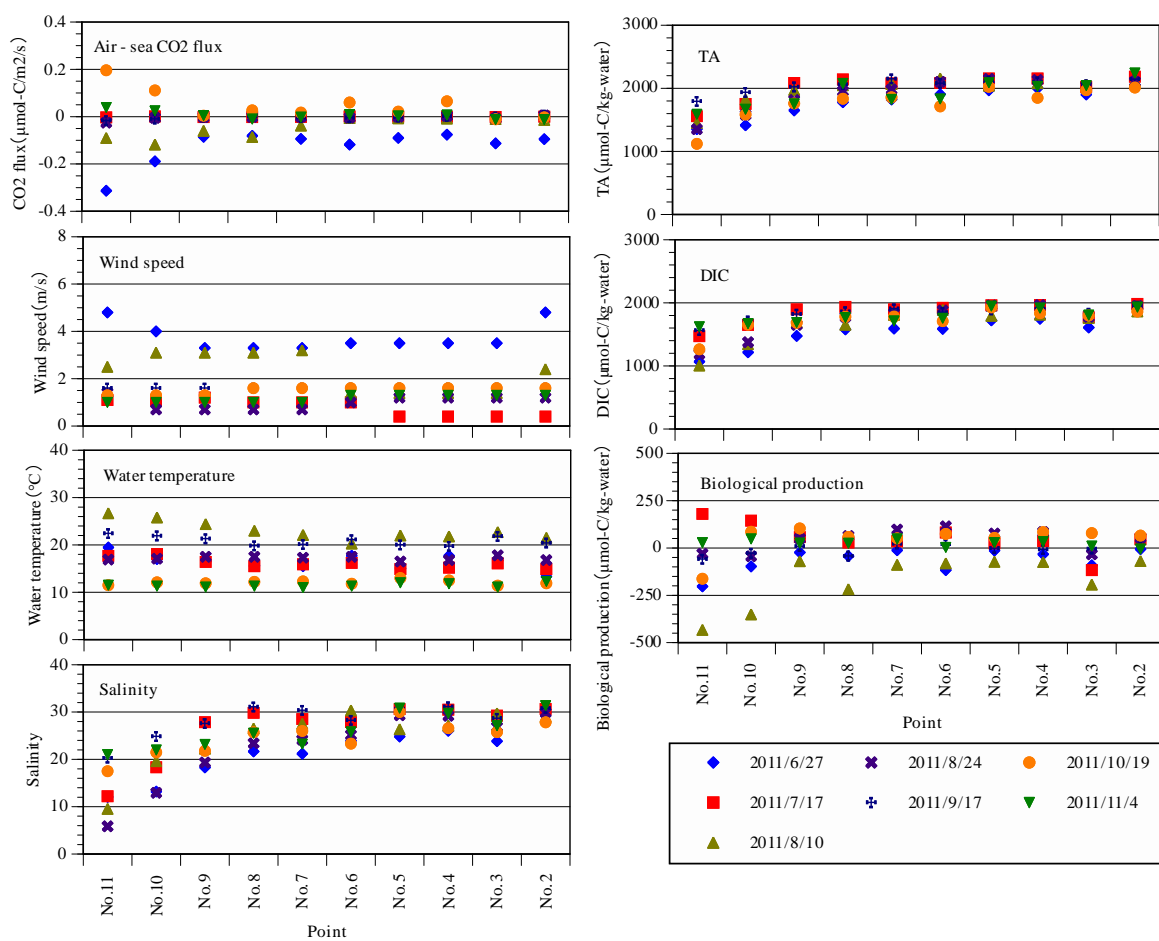 Air - sea CO2 flux
CO2 flux(μmol-C/m2/s)
0.4
0.2
0
-0.2
-0.4
Wind speed
Wind speed(m/s)
8
6
4
2
0
Water temperature
Water temperature(°C)
40
30
20
10
0
Salinity
Salinity
40
30
20
10
0
No.11
No.10
No.9
No.8
No.7
No.6
No.5
No.4
No.3
No.2
Point
TA
TA(μmol-C/kg-water)
3000
2000
1000
0
DIC
DIC(μmol-C/kg-water)
3000
2000
1000
0
Biological production
Biological production(μmol-C/kg-water)
500
250
0
-250
-500
No.11
No.10
No.9
No.8
No.7
No.6
No.5
No.4
No.3
No.2
Point
2011/6/27 2011/8/24 2011/10/19
2011/7/17 2011/9/17 2011/11/4
2011/8/10